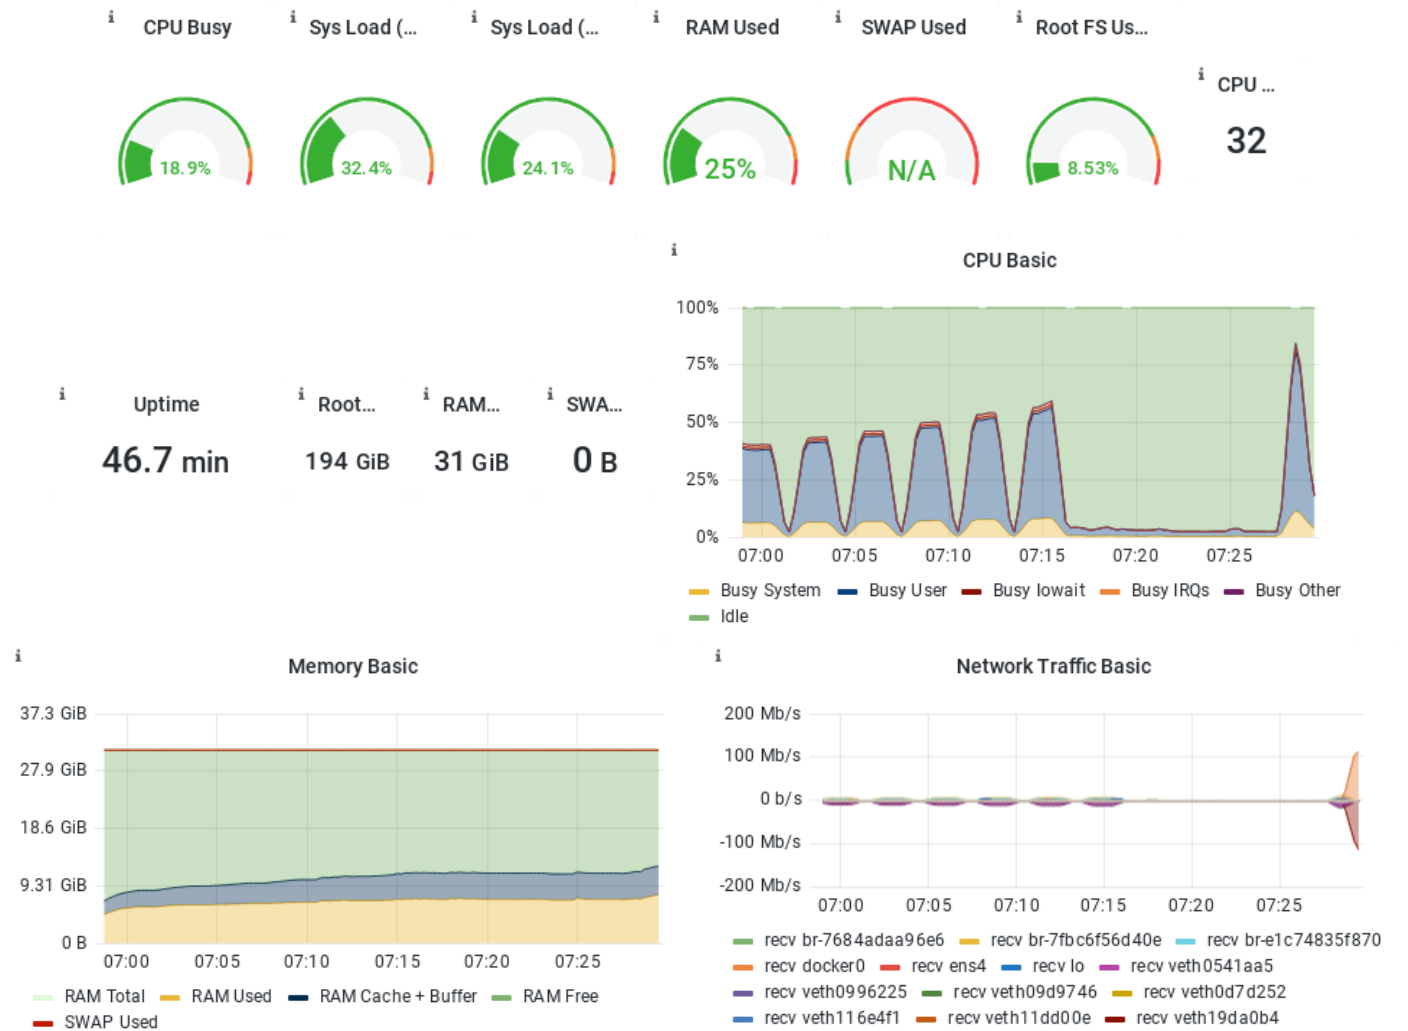 i CPU Busy
i Sys Load (...
i Sys Load (...
i RAM Used
i SWAP Used
i Root FS Us...
i CPU ...
18.9%
32.4%
24.1%
25%
N/A
8.53%
32
i CPU Basic
100%
75%
50%
25%
0%
07:00 07:05 07:10 07:15 07:20 07:25
Busy System Busy User Busy Iowait Busy IRQs Busy Other
Idle
i Uptime
46.7 min
i Root...
194 GiB
i RAM...
31 GiB
i SWA...
0 B
i Memory Basic
37.3 GiB
27.9 GiB
18.6 GiB
9.31 GiB
0 B
07:00 07:05 07:10 07:15 07:20 07:25
RAM Total RAM Used RAM Cache + Buffer RAM Free
SWAP Used
i Network Traffic Basic
200 Mb/s
100 Mb/s
0 b/s
-100 Mb/s
-200 Mb/s
07:00 07:05 07:10 07:15 07:20 07:25
recv br-7684adaa96e6 recv br-7fbc6f56d40e recv br-e1c74835f870
recv docker0 recv ens4 recv lo recv veth0541aa5
recv veth0996225 recv veth09d9746 recv veth0d7d252
recv veth116e4f1 recv veth11dd00e recv veth19da0b4